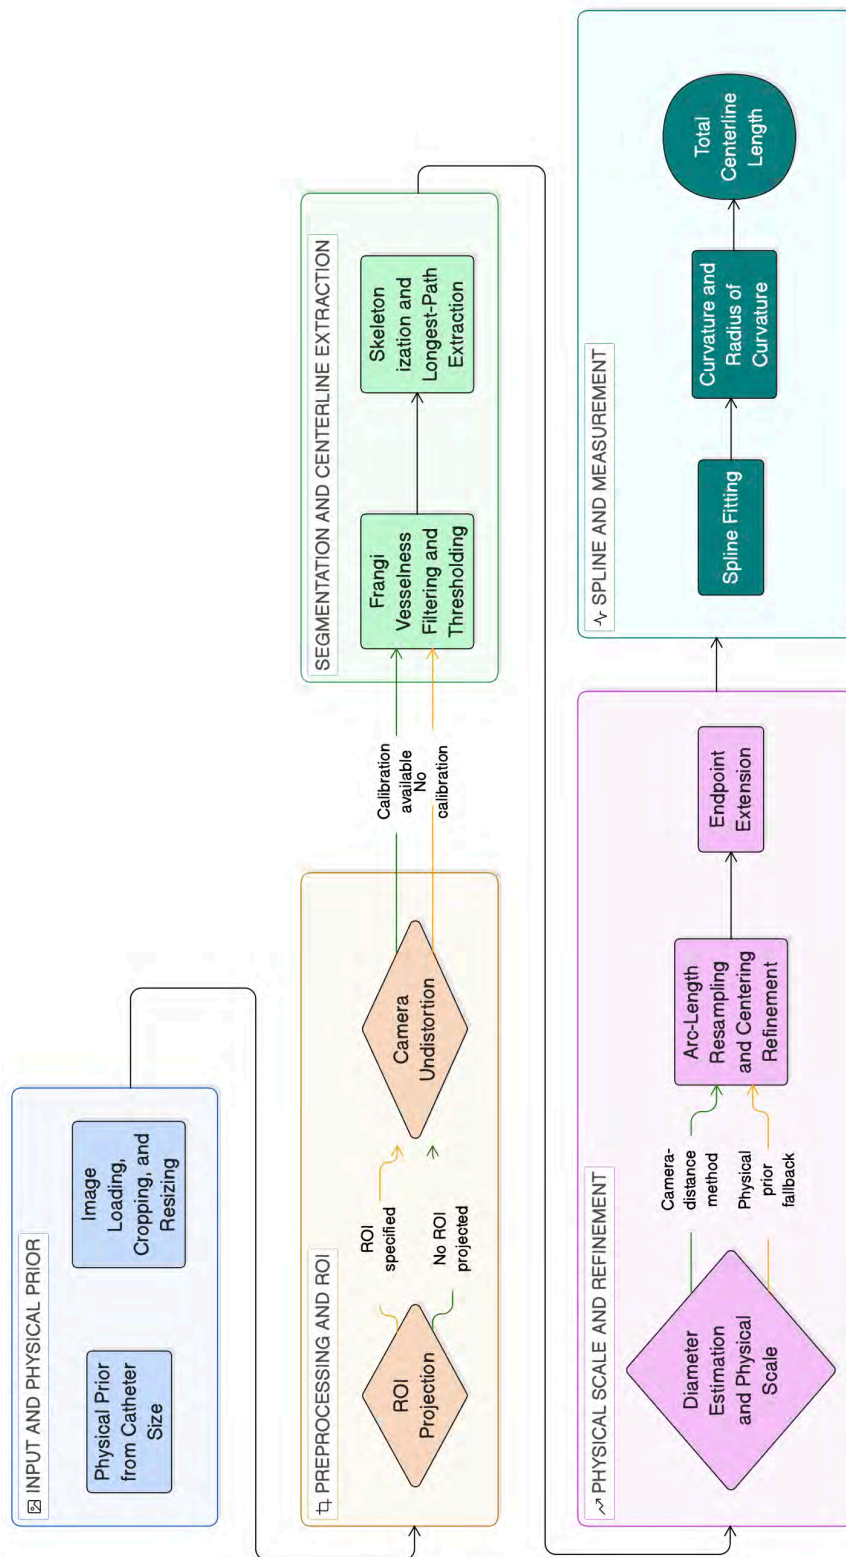 INPUT AND PHYSICAL PRIOR
Physical Prior
from Catheter
Size
Image
Loading,
Cropping, and
Resizing
PREPROCESSING AND ROI
ROI
Projection
ROI
specified
No ROI
projected
Camera
Undistortion
Calibration
available
No
calibration
SEGMENTATION AND CENTERLINE EXTRACTION
Frangi
Vesselness
Filtering and
Thresholding
Skeleton
ization and
Longest-Path
Extraction
PHYSICAL SCALE AND REFINEMENT
Diameter
Estimation
and Physical
Scale
Camera-
distance
method
Physical
prior
fallback
Arc-Length
Resampling
and Centering
Refinement
Endpoint
Extension
SPLINE AND MEASUREMENT
Spline Fitting
Curvature and
Radius of
Curvature
Total
Centerline
Length